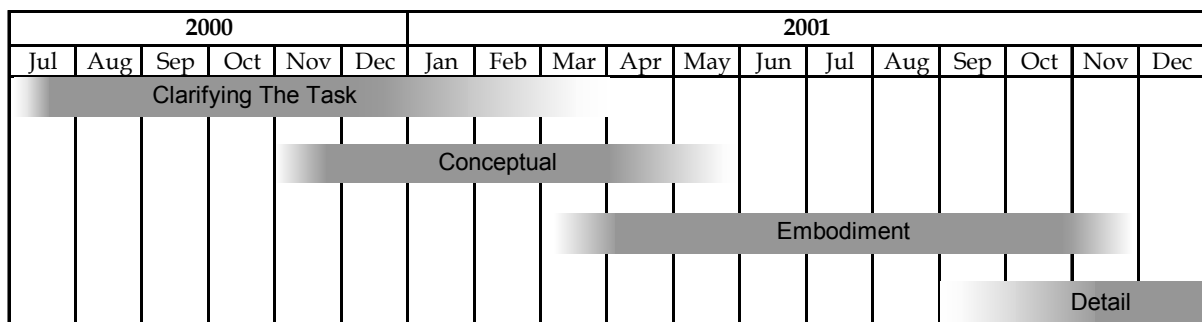 2000 2001
Jul Aug Sep Oct Nov Dec Jan Feb Mar Apr May Jun Jul Aug Sep Oct Nov Dec
Clarifying The Task
Conceptual
Embodiment
Detail